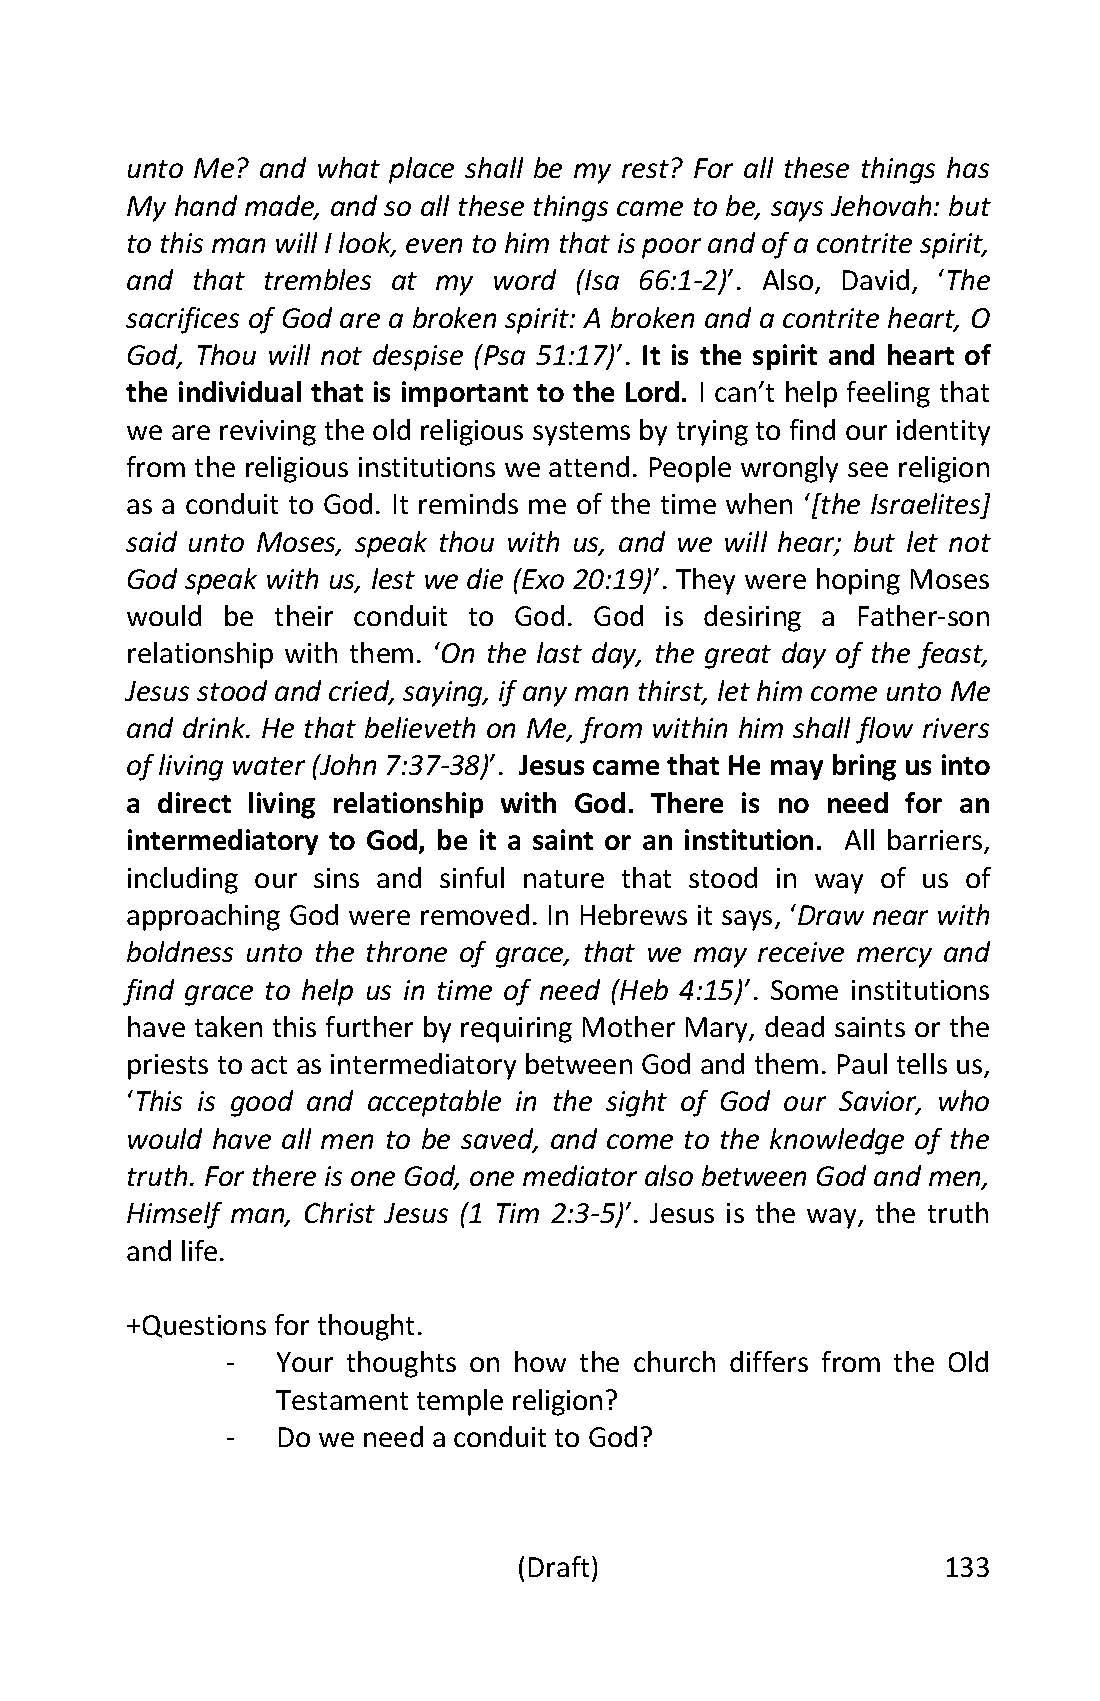 unto Me? and what place shall be my rest? For all these things has
My hand made, and so all these things came to be, says Jehovah: but
to this man will I look, even to him that is poor and of a contrite spirit,
and that trembles at my word (Isa 66:1-2)’. Also, David, ‘The
sacrifices of God are a broken spirit: A broken and a contrite heart, O
God, Thou will not despise (Psa 51:17)’. It is the spirit and heart of
the individual that is important to the Lord. I can’t help feeling that
we are reviving the old religious systems by trying to find our identity
from the religious institutions we attend. People wrongly see religion
as a conduit to God. It reminds me of the time when ‘[the Israelites]
said unto Moses, speak thou with us, and we will hear; but let not
God speak with us, lest we die (Exo 20:19)’. They were hoping Moses
would be their conduit to God. God is desiring a Father-son
relationship with them. ‘On the last day, the great day of the feast,
Jesus stood and cried, saying, if any man thirst, let him come unto Me
and drink. He that believeth on Me, from within him shall flow rivers
of living water (John 7:37-38)’. Jesus came that He may bring us into
a direct living relationship with God. There is no need for an
intermediatory to God, be it a saint or an institution. All barriers,
including our sins and sinful nature that stood in way of us of
approaching God were removed. In Hebrews it says, ‘Draw near with
boldness unto the throne of grace, that we may receive mercy and
find grace to help us in time of need (Heb 4:15)’. Some institutions
have taken this further by requiring Mother Mary, dead saints or the
priests to act as intermediatory between God and them. Paul tells us,
‘This is good and acceptable in the sight of God our Savior, who
would have all men to be saved, and come to the knowledge of the
truth. For there is one God, one mediator also between God and men,
Himself man, Christ Jesus (1 Tim 2:3-5)’. Jesus is the way, the truth
and life.
+Questions for thought.
- Your thoughts on how the church differs from the Old
Testament temple religion?
- Do we need a conduit to God?
(Draft) 133